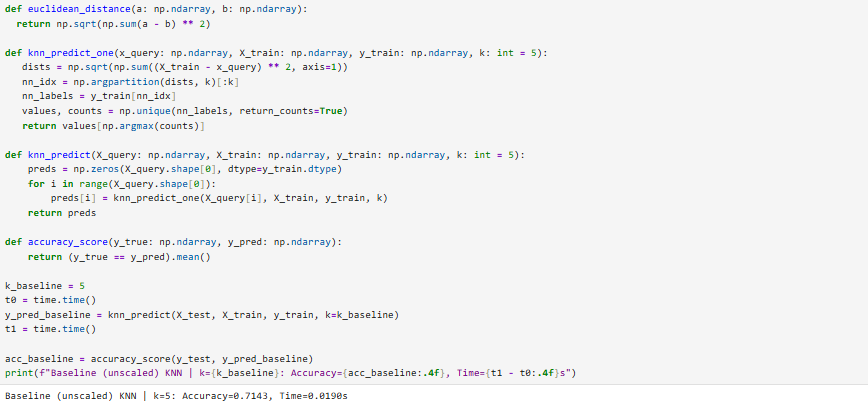 def euclidean_distance(a: np.ndarray, b: np.ndarray):
  return np.sqrt(np.sum(a - b) ** 2)

def knn_predict_one(x_query: np.ndarray, X_train: np.ndarray, y_train: np.ndarray, k: int = 5):
   dists = np.sqrt(np.sum((X_train - x_query) ** 2, axis=1))
   nn_idx = np.argpartition(dists, k)[:k]
   nn_labels = y_train[nn_idx]
   values, counts = np.unique(nn_labels, return_counts=True)
   return values[np.argmax(counts)]

def knn_predict(X_query: np.ndarray, X_train: np.ndarray, y_train: np.ndarray, k: int = 5):
    preds = np.zeros(X_query.shape[0], dtype=y_train.dtype)
    for i in range(X_query.shape[0]):
        preds[i] = knn_predict_one(X_query[i], X_train, y_train, k)
    return preds

def accuracy_score(y_true: np.ndarray, y_pred: np.ndarray):
    return (y_true == y_pred).mean()

k_baseline = 5
t0 = time.time()
y_pred_baseline = knn_predict(X_test, X_train, y_train, k=k_baseline)
t1 = time.time()

acc_baseline = accuracy_score(y_test, y_pred_baseline)
print(f"Baseline (unscaled) KNN | k={k_baseline}: Accuracy={acc_baseline:.4f}, Time={t1 - t0:.4f}s")
Baseline (unscaled) KNN | k=5: Accuracy=0.7143, Time=0.0190s